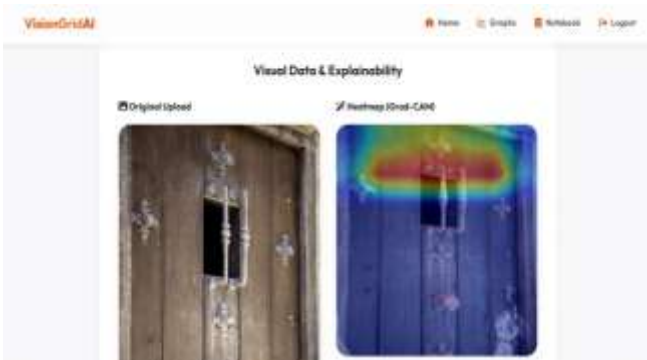 VisionGridAI
Home Graphs Notebook Logout
Visual Data & Explainability
Original Upload
Heatmap (Grad-CAM)